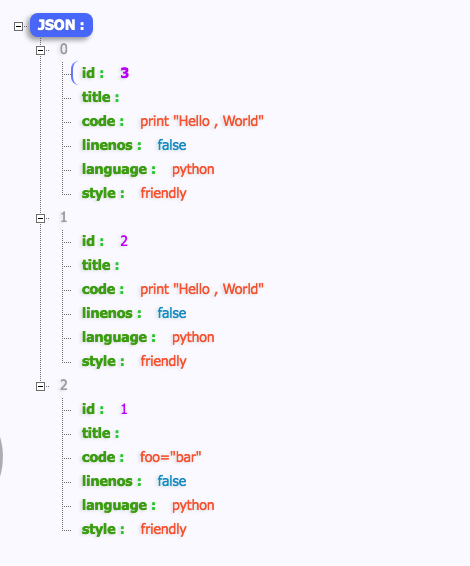 JSON :
0
id : 3
title :
code : print "Hello , World"
linenos : false
language : python
style : friendly
1
id : 2
title :
code : print "Hello , World"
linenos : false
language : python
style : friendly
2
id : 1
title :
code : foo="bar"
linenos : false
language : python
style : friendly